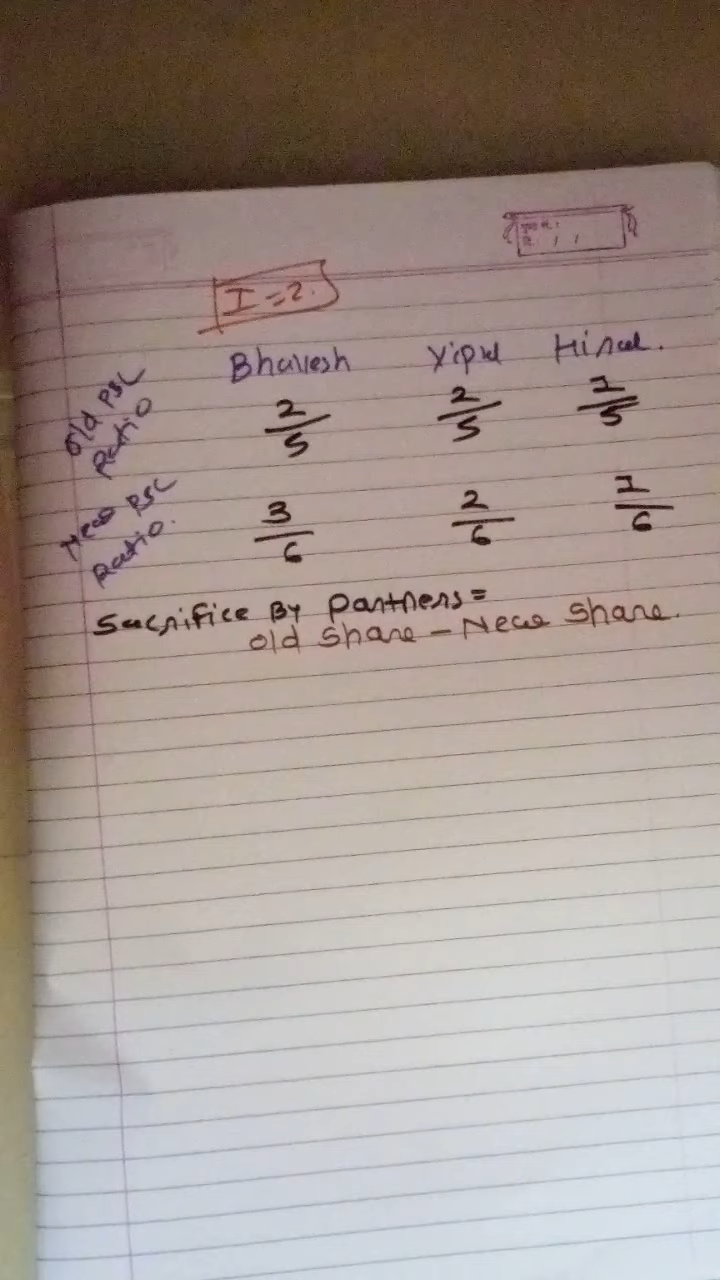 I = 2.
Bhavesh Vipul Hinal.
Old PSL Ratio 2/5 2/5 1/5
New PSL Ratio. 3/6 2/6 1/6
Sacrifice By Partners =
Old Share - New Share.